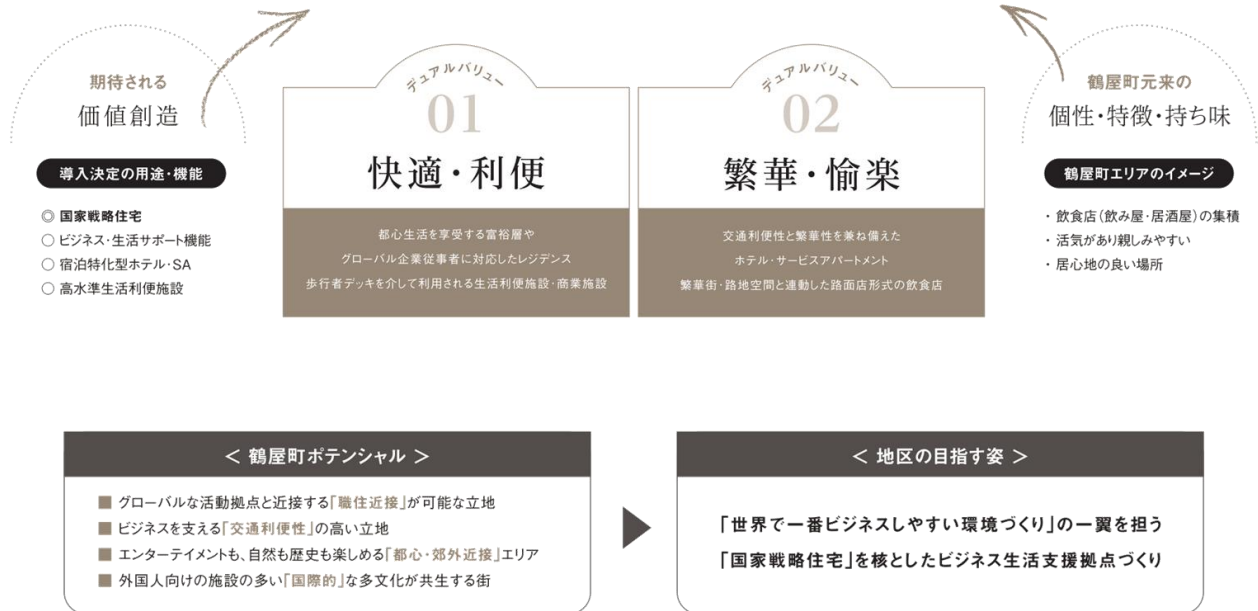 期待される
価値創造
導入決定の用途・機能
◎ 国家戦略住宅
○ ビジネス・生活サポート機能
○ 宿泊特化型ホテル・SA
○ 高水準生活利便施設
デュアルバリュー
01
快適・利便
都心生活を享受する富裕層や
グローバル企業従事者に対応したレジデンス
歩行者デッキを介して利用される生活利便施設・商業施設
デュアルバリュー
02
繁華・愉楽
交通利便性と繁華性を兼ね備えた
ホテル・サービスアパートメント
繁華街・路地空間と連動した路面店形式の飲食店
鶴屋町元来の
個性・特徴・持ち味
鶴屋町エリアのイメージ
・飲食店(飲み屋・居酒屋)の集積
・活気があり親しみやすい
・居心地の良い場所
＜ 鶴屋町ポテンシャル ＞
■ グローバルな活動拠点と近接する「職住近接」が可能な立地
■ ビジネスを支える「交通利便性」の高い立地
■ エンターテイメントも、自然も歴史も楽しめる「都心・郊外近接」エリア
■ 外国人向けの施設の多い「国際的」な多文化が共生する街
＜ 地区の目指す姿 ＞
「世界で一番ビジネスしやすい環境づくり」の一翼を担う
「国家戦略住宅」を核としたビジネス生活支援拠点づくり